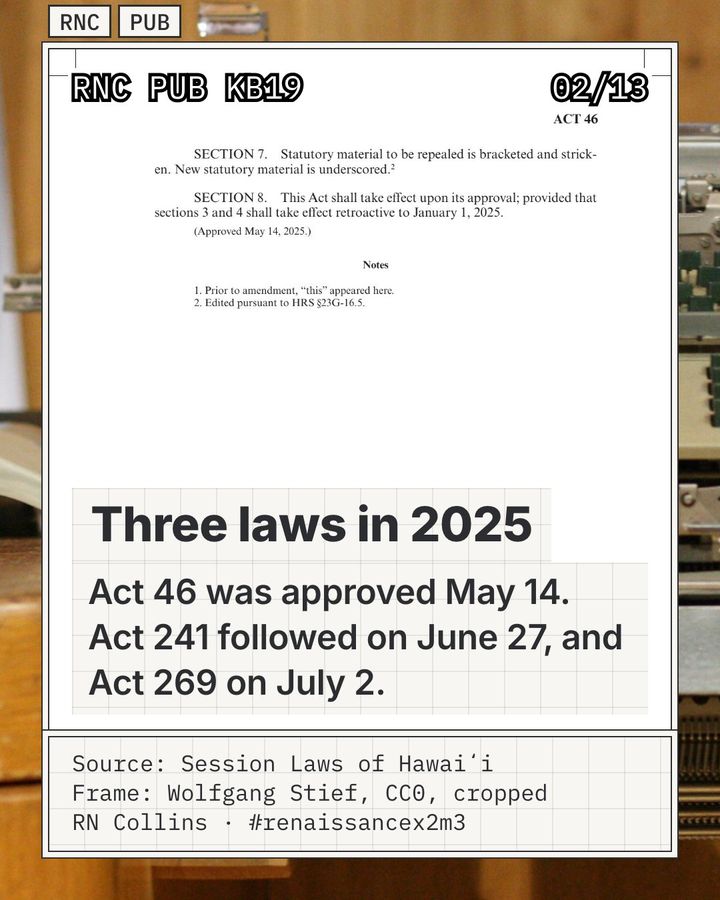 RNC PUB
RNC PUB KB19 02/13
ACT 46
SECTION 7. Statutory material to be repealed is bracketed and strick-
en. New statutory material is underscored.²
SECTION 8. This Act shall take effect upon its approval; provided that
sections 3 and 4 shall take effect retroactive to January 1, 2025.
(Approved May 14, 2025.)
Notes
1. Prior to amendment, “this” appeared here.
2. Edited pursuant to HRS §23G-16.5.
Three laws in 2025
Act 46 was approved May 14.
Act 241 followed on June 27, and
Act 269 on July 2.
Source: Session Laws of Hawaiʻi
Frame: Wolfgang Stief, CC0, cropped
RN Collins · #renaissancex2m3